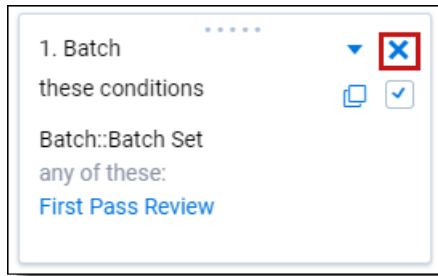 1. Batch
these conditions
Batch::Batch Set
any of these:
First Pass Review